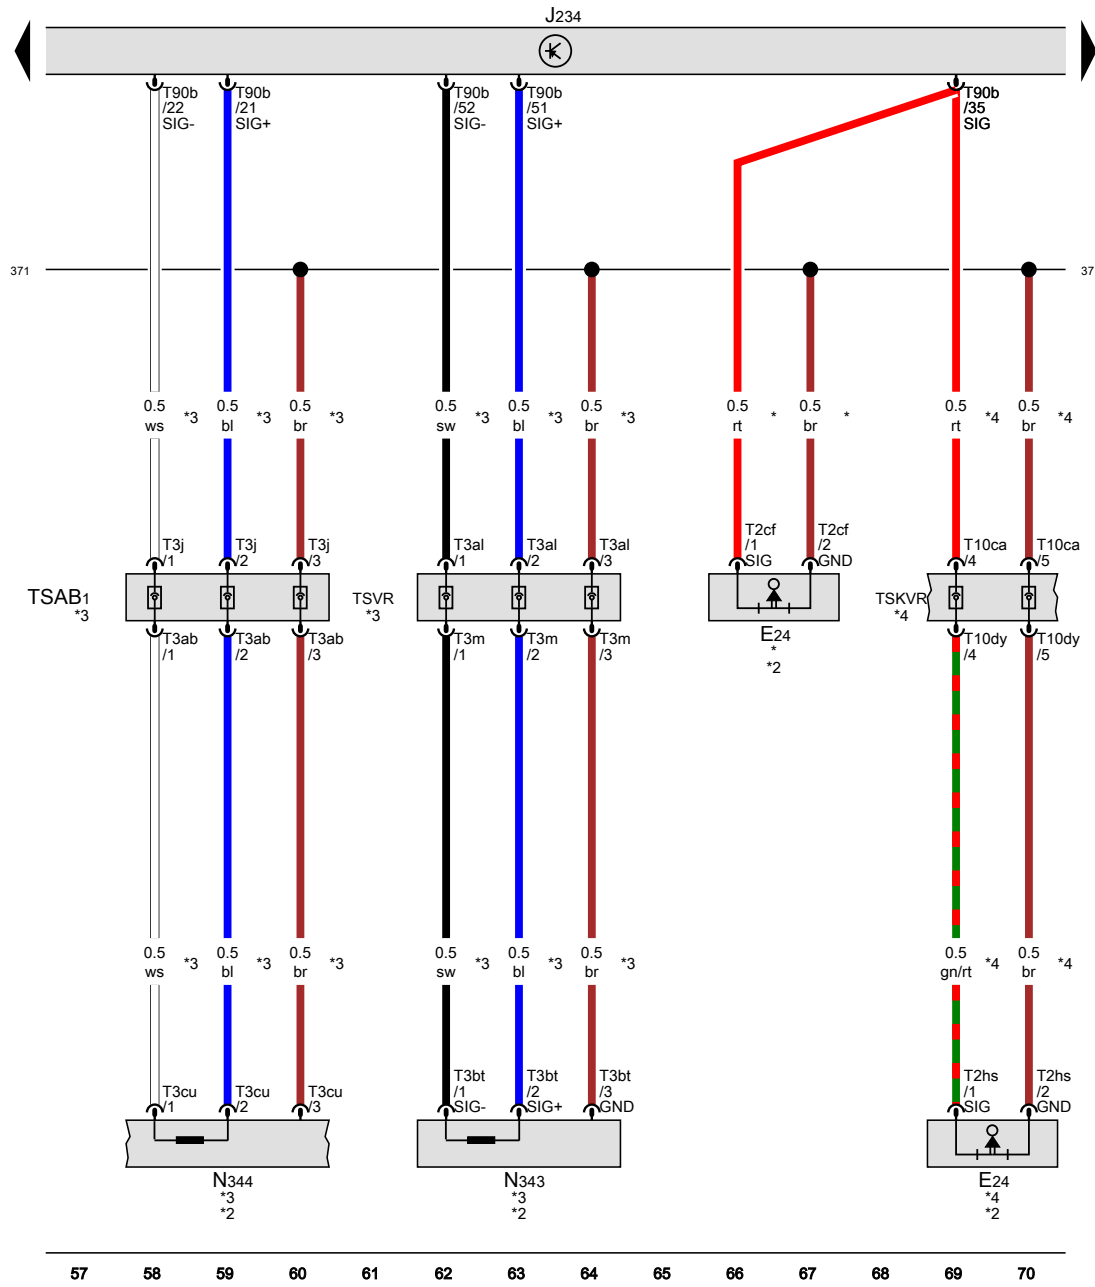 J234
T90b T90b T90b T90b T90b
/22 /21 /52 /51 /35
SIG- SIG+ SIG- SIG+ SIG
371 37
0.5 0.5 0.5 0.5 0.5 0.5 0.5 0.5 0.5 0.5
*3 *3 *3 *3 *3 *3 * * *4 *4
ws bl br sw bl br rt br rt br
T2cf T2cf
/1 /2
SIG GND
T3j T3j T3j T3al T3al T3al T10ca T10ca
/1 /2 /3 /1 /2 /3 /4 /5
TSAB1 TSVR TSKVR
*3 *3 *4
E24
*
*2
T3ab T3ab T3ab T3m T3m T3m T10dy T10dy
/1 /2 /3 /1 /2 /3 /4 /5
0.5 0.5 0.5 0.5 0.5 0.5 0.5 0.5
*3 *3 *3 *3 *3 *3 *4 *4
ws bl br sw bl br gn/rt br
T3cu T3cu T3cu T3bt T3bt T3bt T2hs T2hs
/1 /2 /3 /1 /2 /3 /1 /2
SIG- SIG+ GND SIG GND
N344 N343 E24
*3 *3 *4
*2 *2 *2
57 58 59 60 61 62 63 64 65 66 67 68 69 70